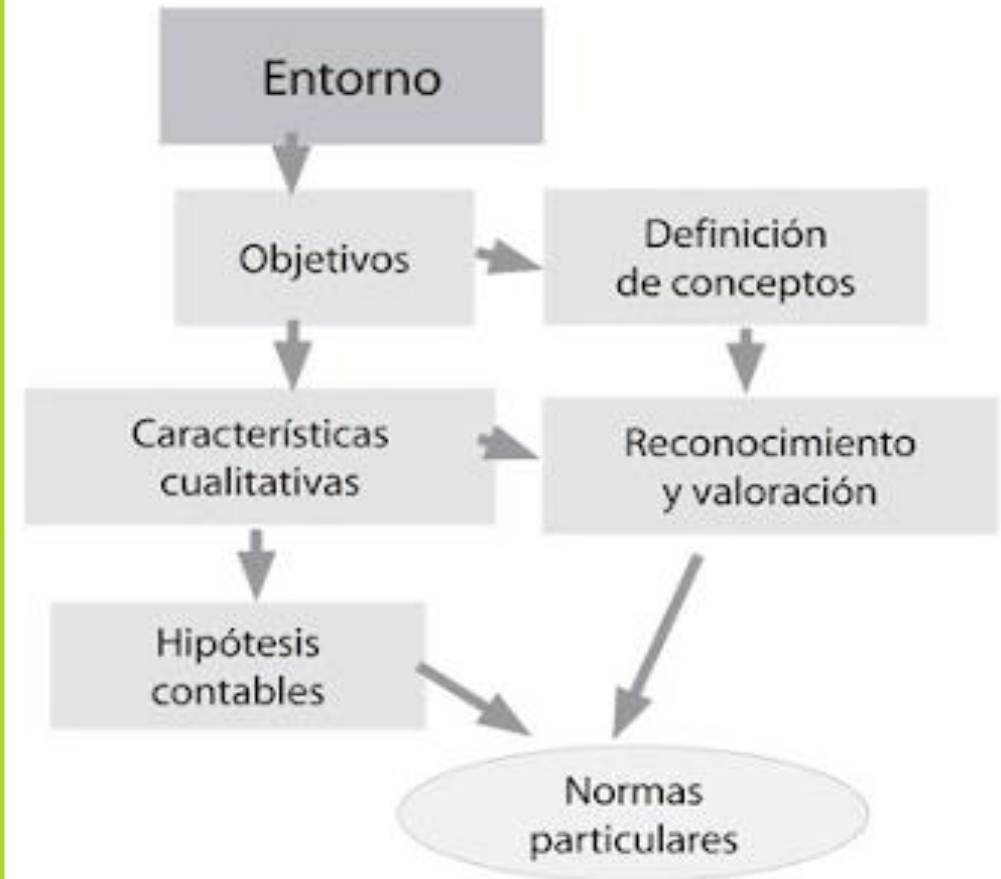 Entorno
Objetivos
Definición
de conceptos
Características
cualitativas
Reconocimiento
y valoración
Hipótesis
contables
Normas
particulares